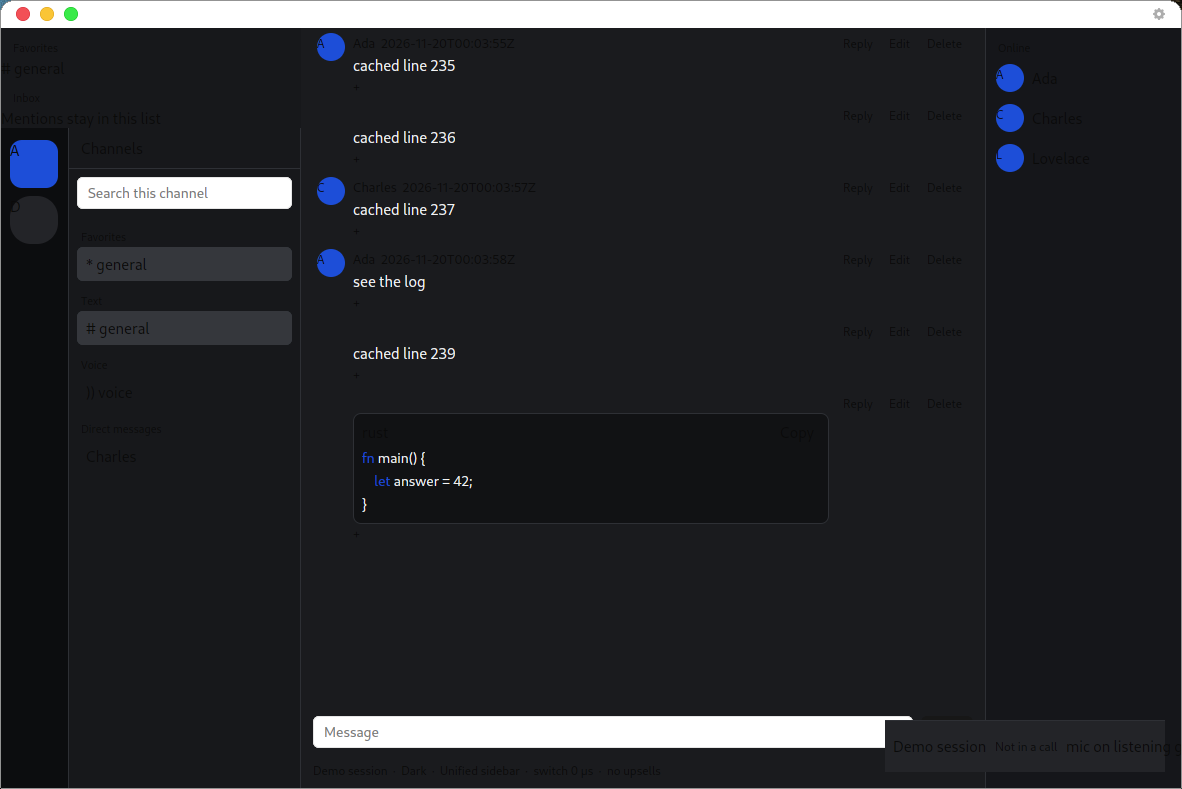 Favorites
# general
Inbox
Mentions stay in this list
A
D
Channels
Search this channel
Favorites
* general
Text
# general
Voice
)) voice
Direct messages
Charles
A Ada 2026-11-20T00:03:55Z Reply Edit Delete
cached line 235
+
Reply Edit Delete
cached line 236
+
C Charles 2026-11-20T00:03:57Z Reply Edit Delete
cached line 237
+
A Ada 2026-11-20T00:03:58Z Reply Edit Delete
see the log
+
Reply Edit Delete
cached line 239
+
Reply Edit Delete
rust Copy
fn main() {
let answer = 42;
}
+
Message
Demo session - Dark - Unified sidebar - switch 0 µs - no upsells
Online
A Ada
C Charles
L Lovelace
Demo session Not in a call mic on listening